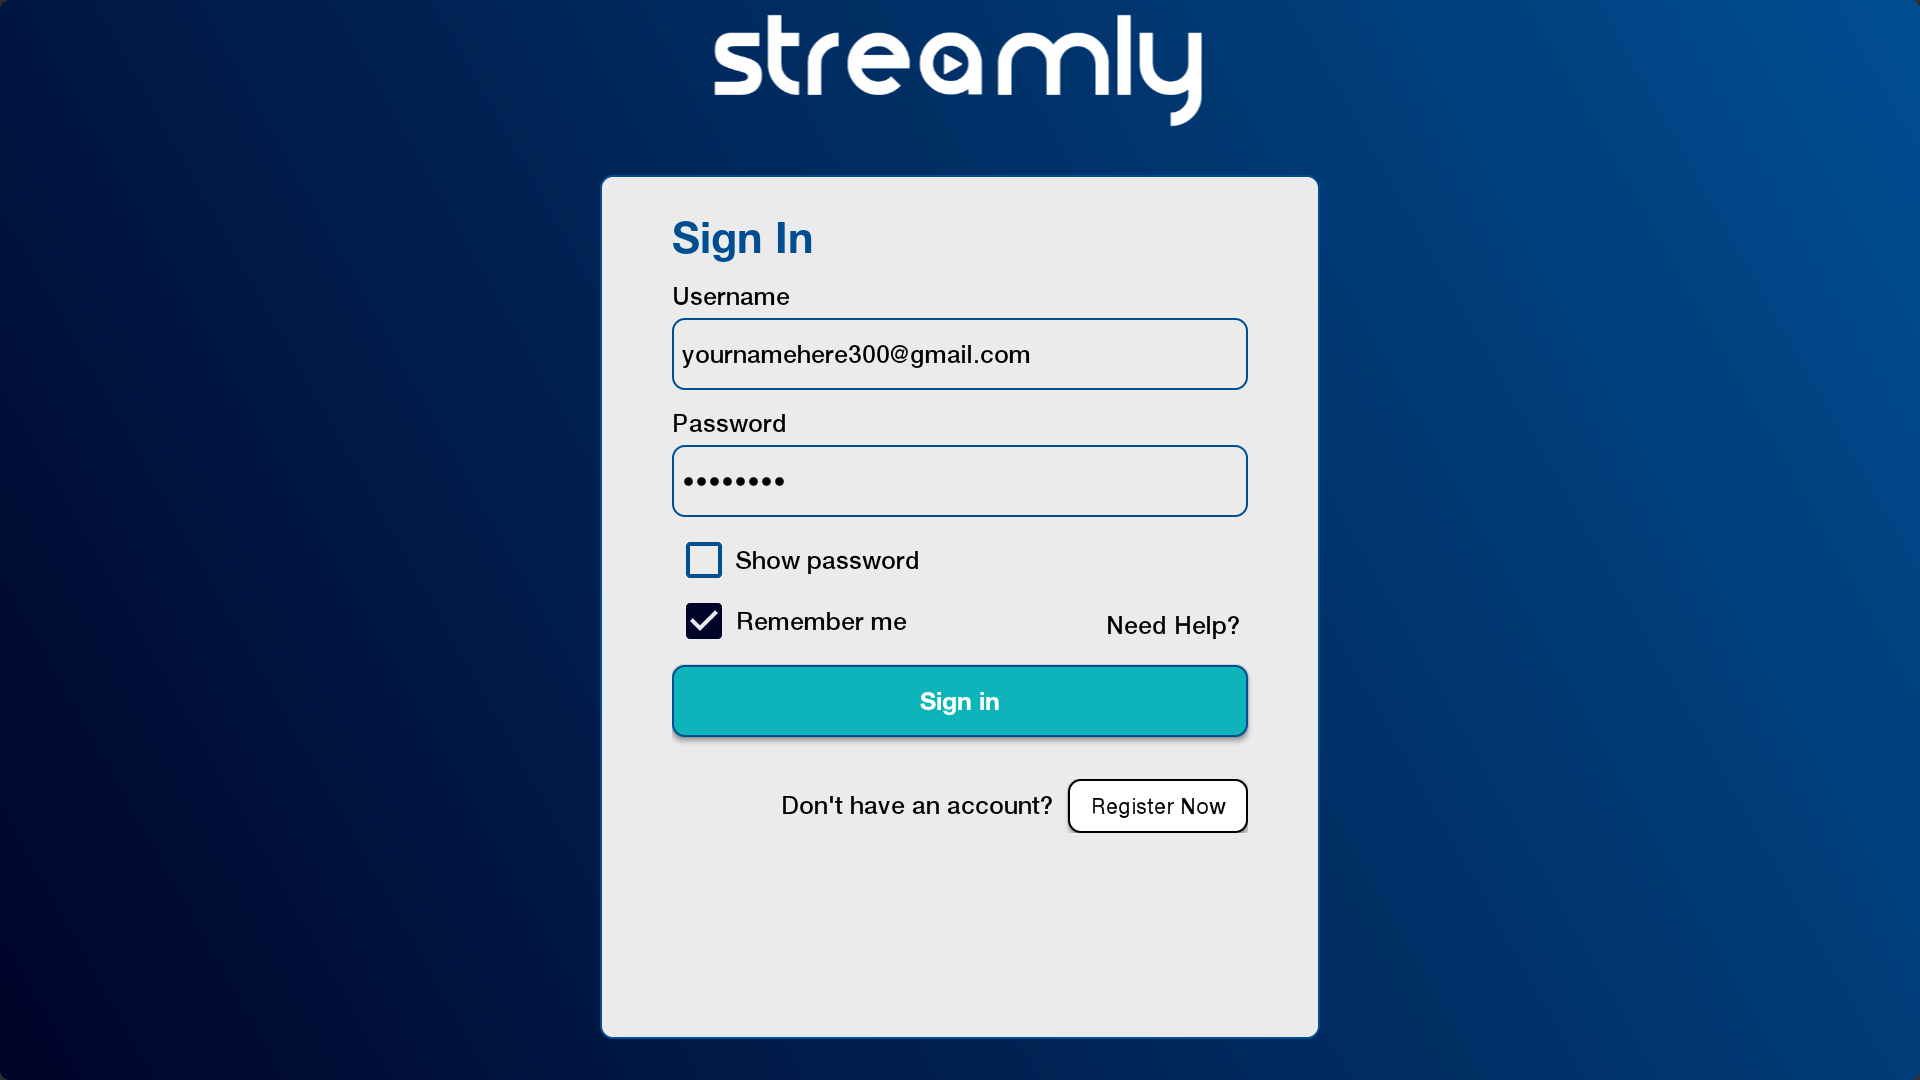 streamly
Sign In
Username
yournamehere300@gmail.com
Password
••••••••
Show password
Remember me
Need Help?
Sign in
Don't have an account?
Register Now